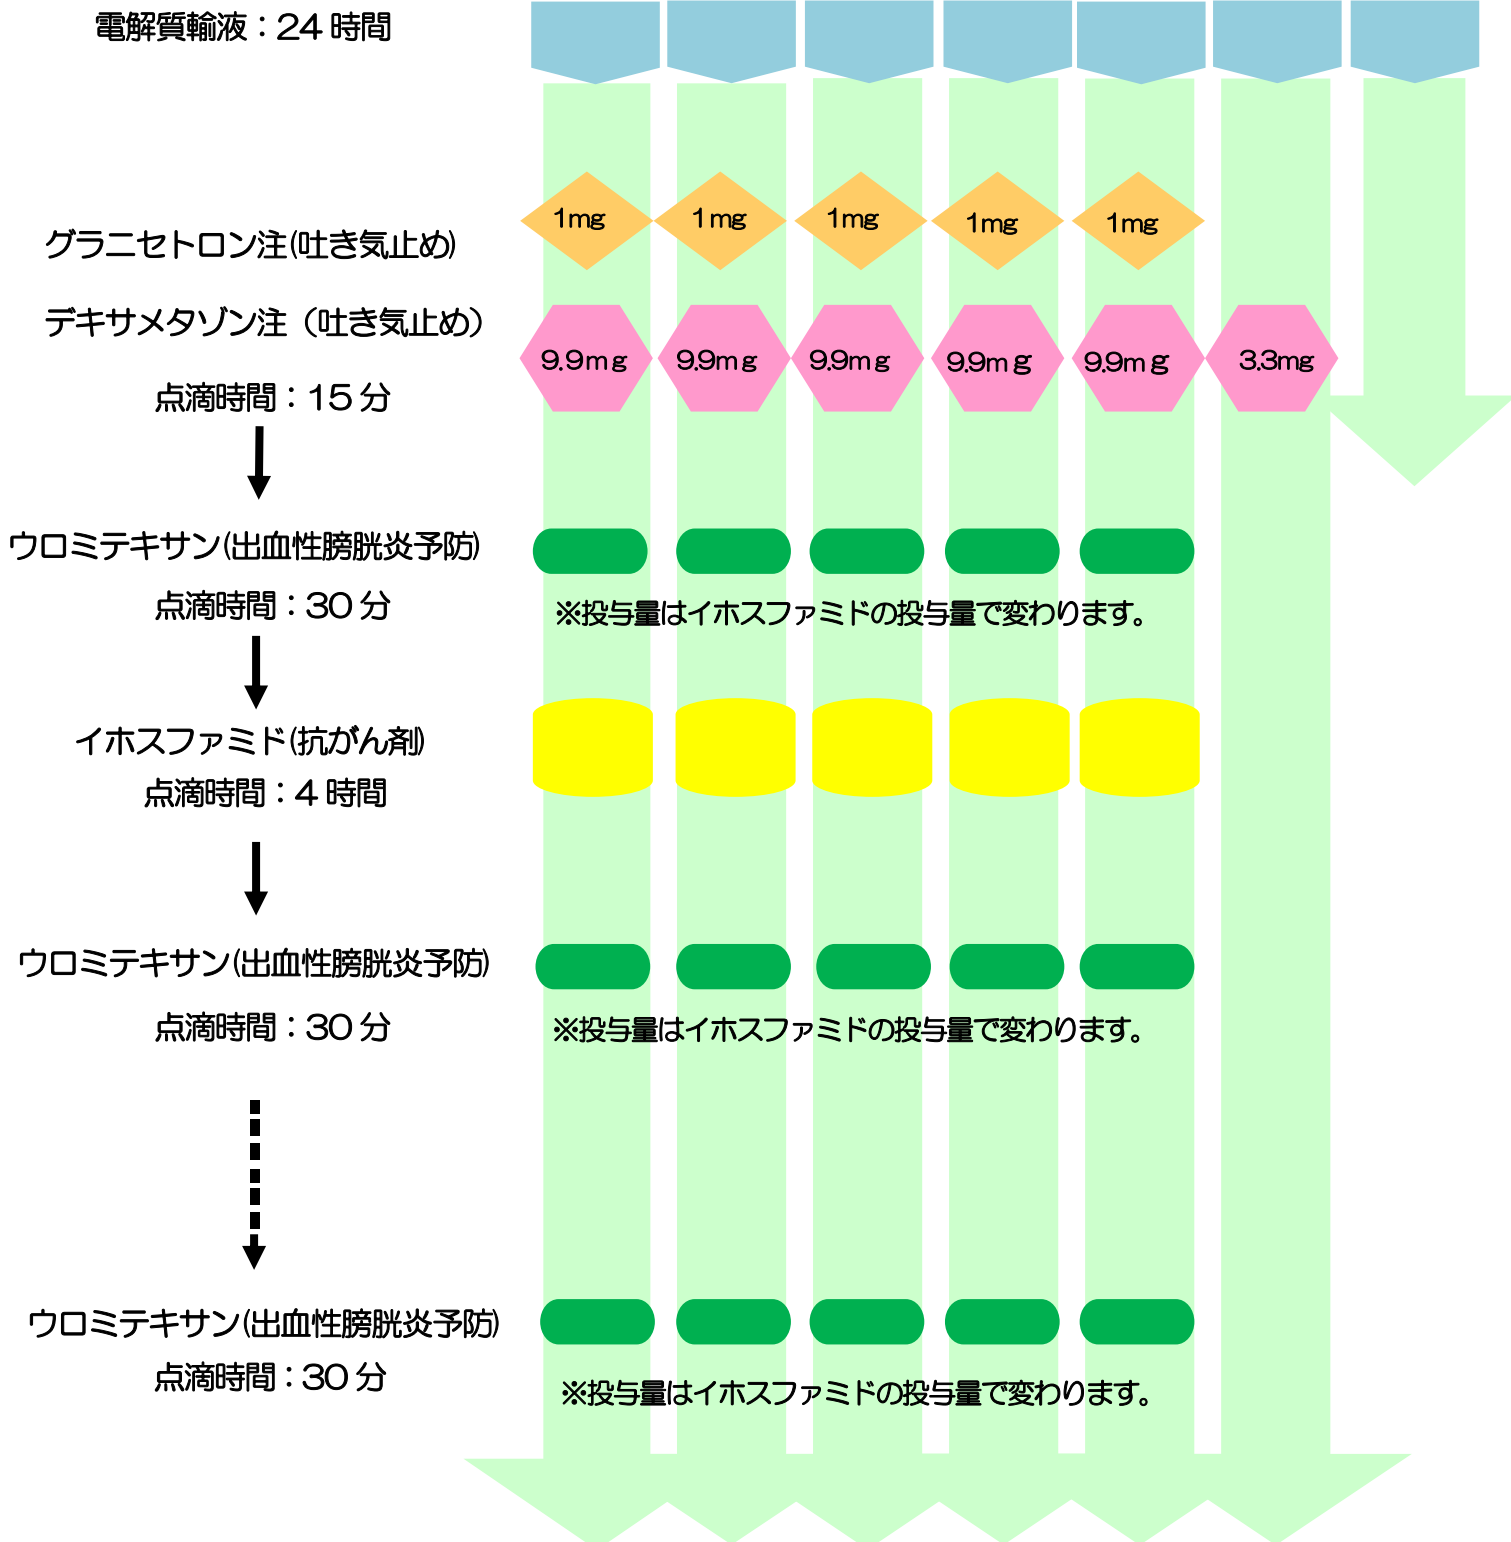 電解質輸液：24 時間
1mg 1mg 1mg 1mg 1mg
グラニセトロン注(吐き気止め)
デキサメタゾン注（吐き気止め）
9.9mg 9.9mg 9.9mg 9.9mg 9.9mg 3.3mg
点滴時間：15 分
ウロミテキサン(出血性膀胱炎予防)
点滴時間：30 分
※投与量はイホスファミドの投与量で変わります。
イホスファミド(抗がん剤)
点滴時間：4 時間
ウロミテキサン(出血性膀胱炎予防)
点滴時間：30 分
※投与量はイホスファミドの投与量で変わります。
ウロミテキサン(出血性膀胱炎予防)
点滴時間：30 分
※投与量はイホスファミドの投与量で変わります。